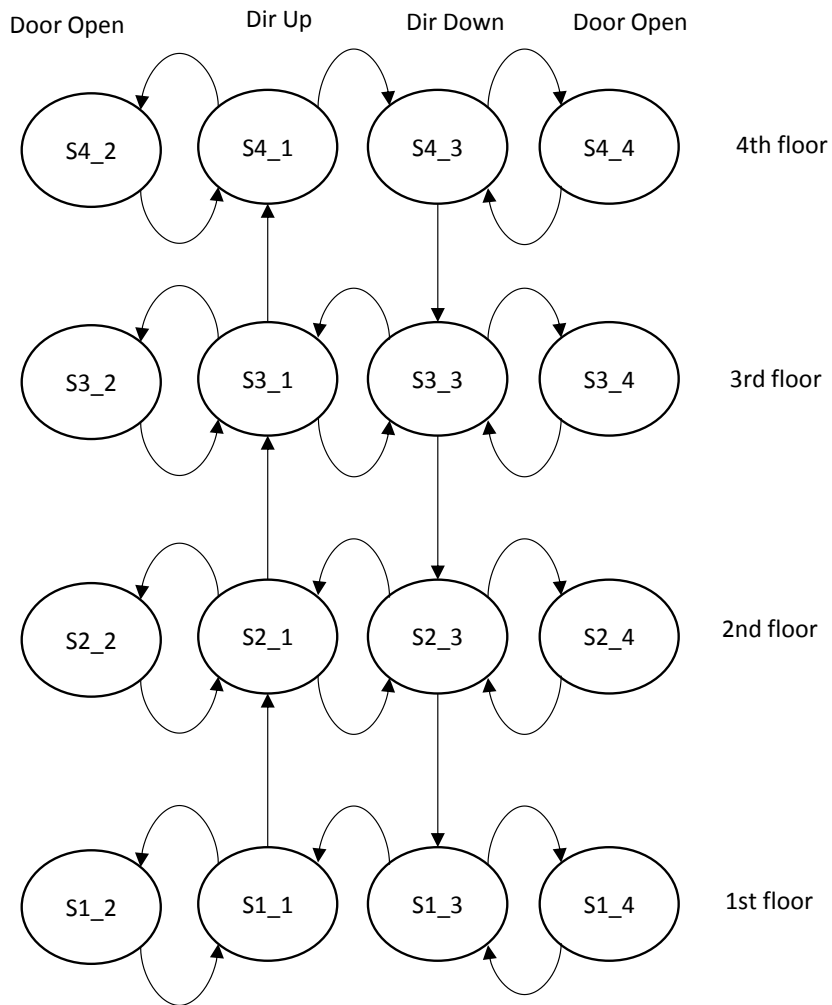 Door Open Dir Up Dir Down Door Open
S4_2 S4_1 S4_3 S4_4 4th floor
S3_2 S3_1 S3_3 S3_4 3rd floor
S2_2 S2_1 S2_3 S2_4 2nd floor
S1_2 S1_1 S1_3 S1_4 1st floor